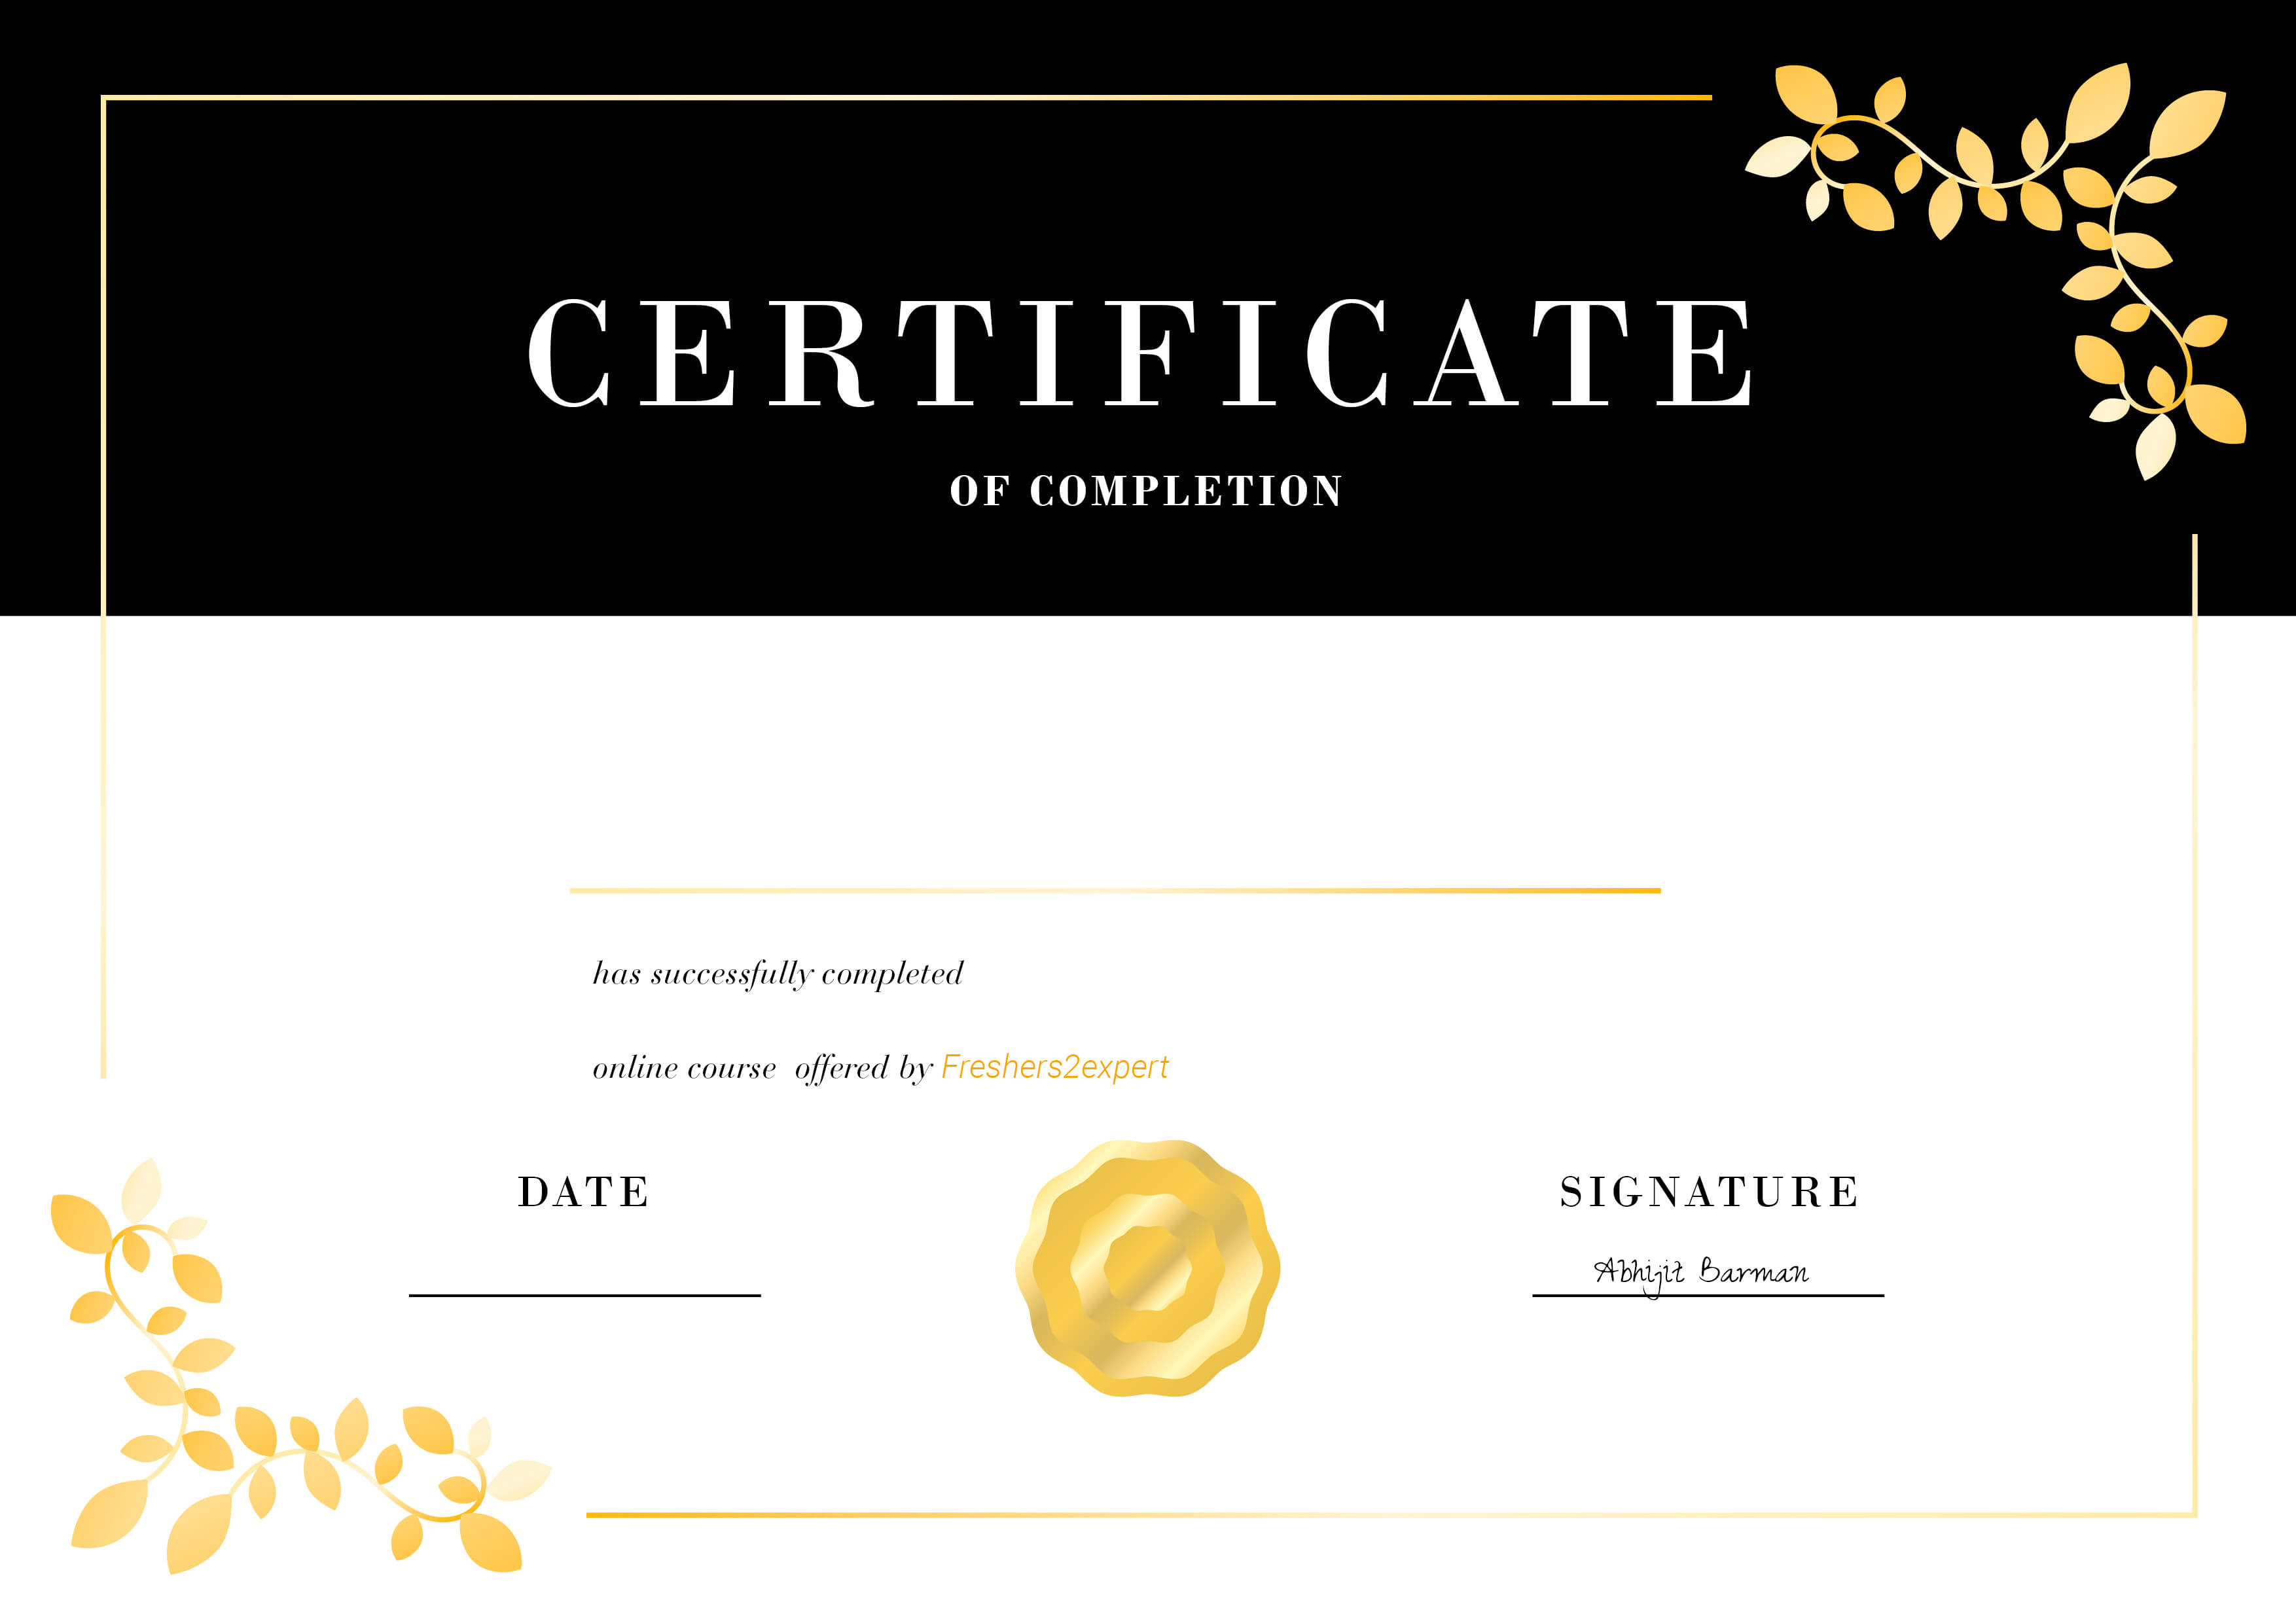 CERTIFICATE
OF COMPLETION
has successfully completed
online course  offered by Freshers2expert
DATE
SIGNATURE
Abhijit Barman